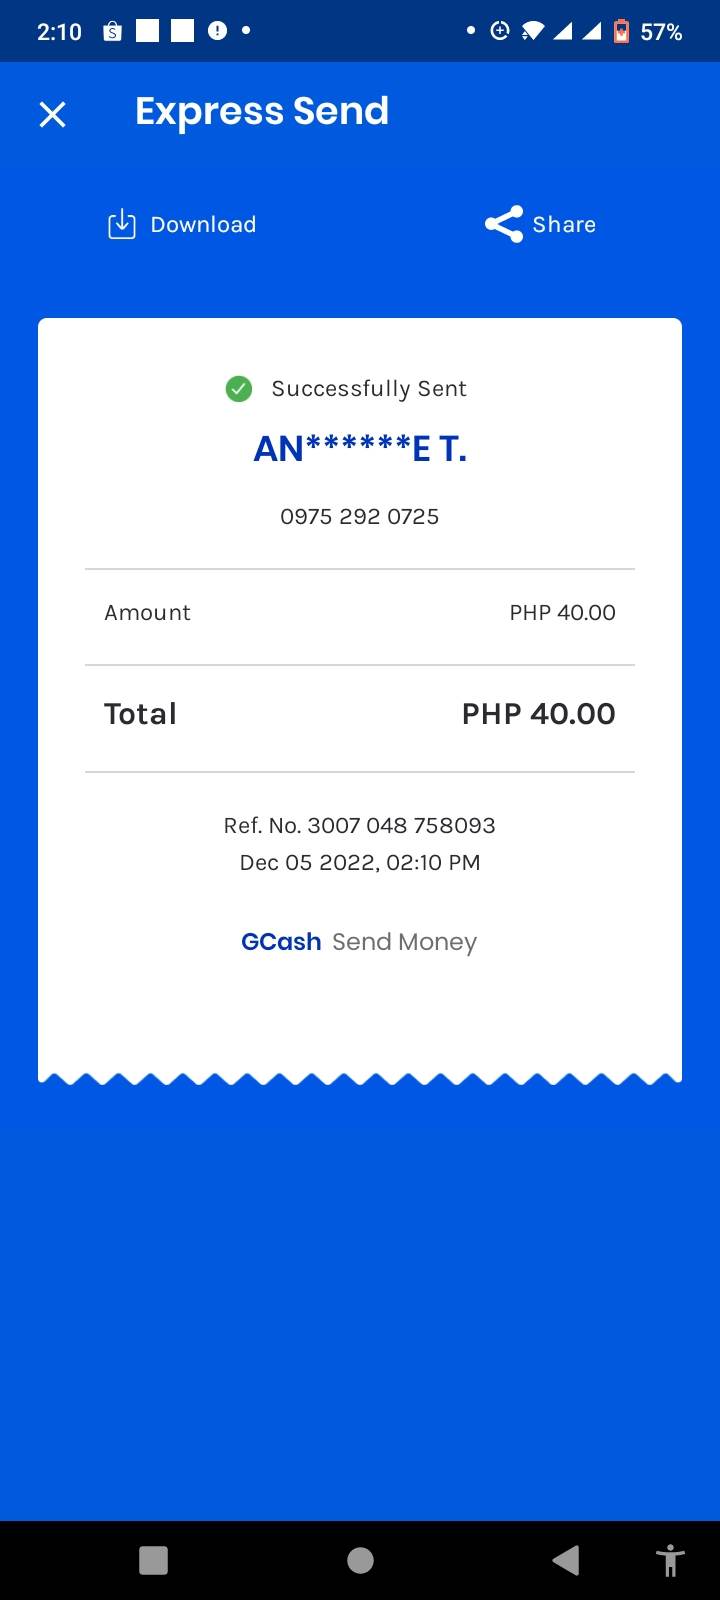 2:10 57%
Express Send
Download Share
Successfully Sent
AN******E T.
0975 292 0725
Amount PHP 40.00
Total PHP 40.00
Ref. No. 3007 048 758093
Dec 05 2022, 02:10 PM
GCash Send Money